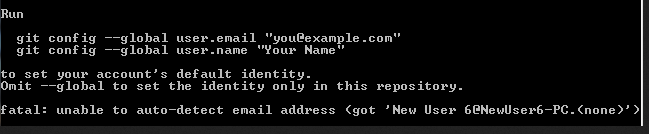 Run
git config --global user.email "you@example.com"
git config --global user.name "Your Name"
to set your account's default identity.
Omit --global to set the identity only in this repository.
fatal: unable to auto-detect email address (got 'New User 6@NewUser6-PC.(none)')